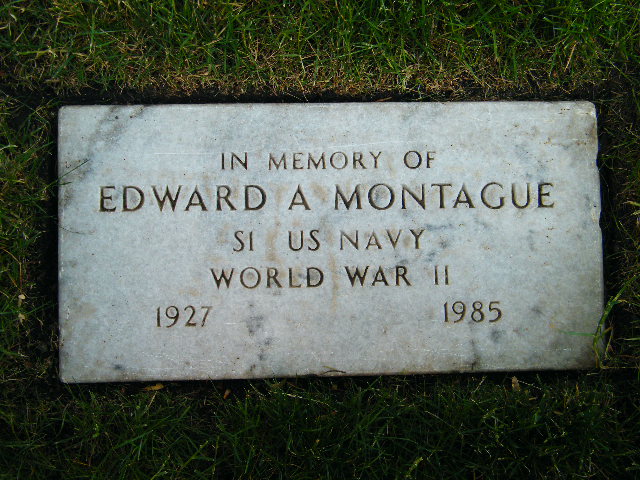 IN MEMORY OF
EDWARD A MONTAGUE
S1 US NAVY
WORLD WAR II
1927 1985